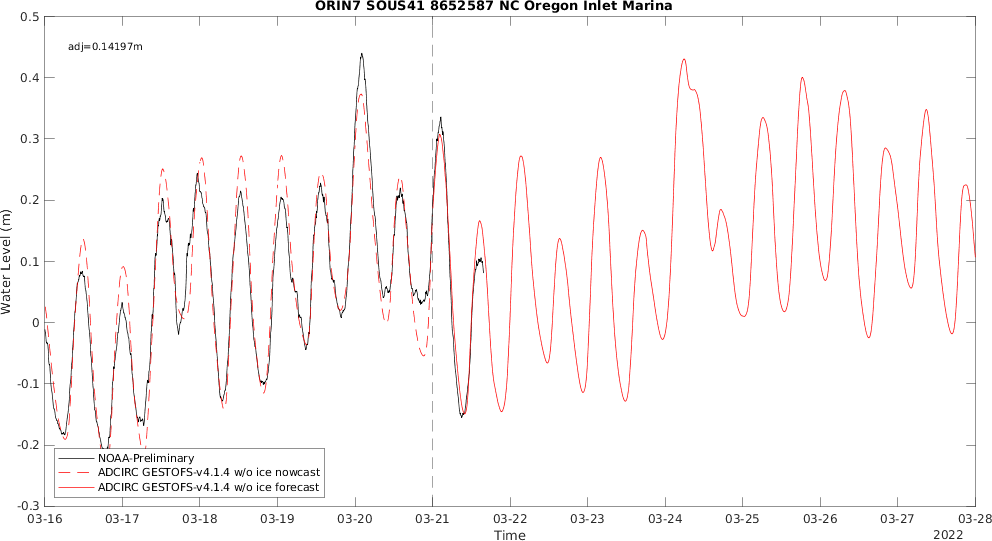 ORIN7 SOUS41 8652587 NC Oregon Inlet Marina
adj=0.14197m
0.5
0.4
0.3
0.2
0.1
0
-0.1
-0.2
-0.3
Water Level (m)
NOAA-Preliminary
ADCIRC GESTOFS-v4.1.4 w/o ice nowcast
ADCIRC GESTOFS-v4.1.4 w/o ice forecast
03-16 03-17 03-18 03-19 03-20 03-21 03-22 03-23 03-24 03-25 03-26 03-27 03-28
Time
2022